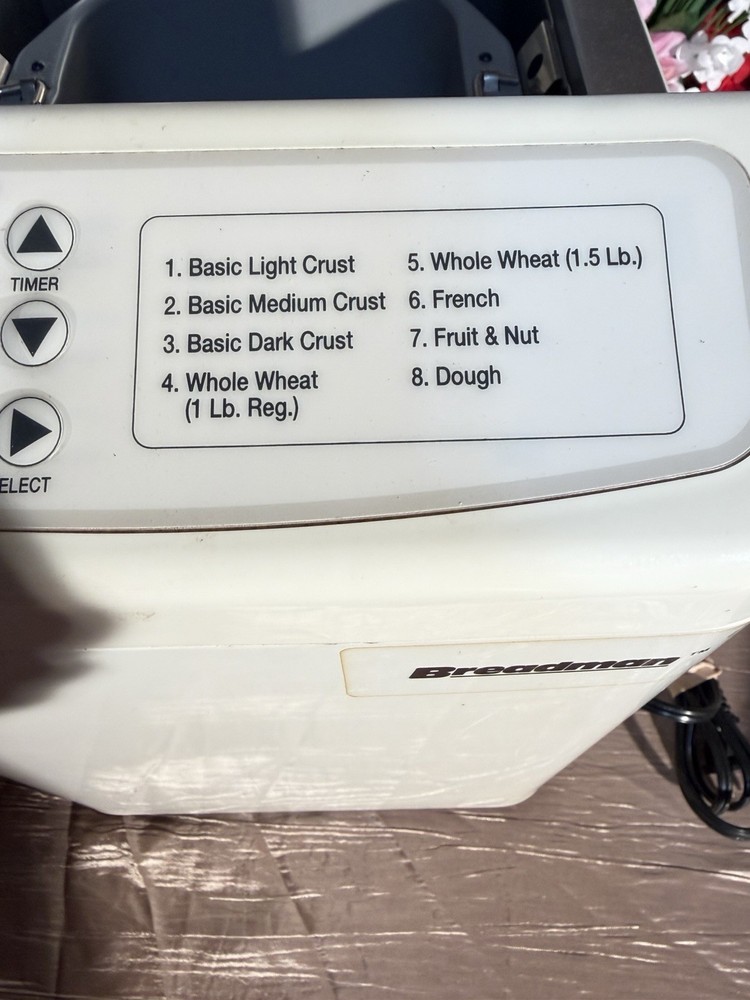 TIMER
ELECT
1. Basic Light Crust
2. Basic Medium Crust
3. Basic Dark Crust
4. Whole Wheat
(1 Lb. Reg.)
5. Whole Wheat (1.5 Lb.)
6. French
7. Fruit & Nut
8. Dough
Breadman™